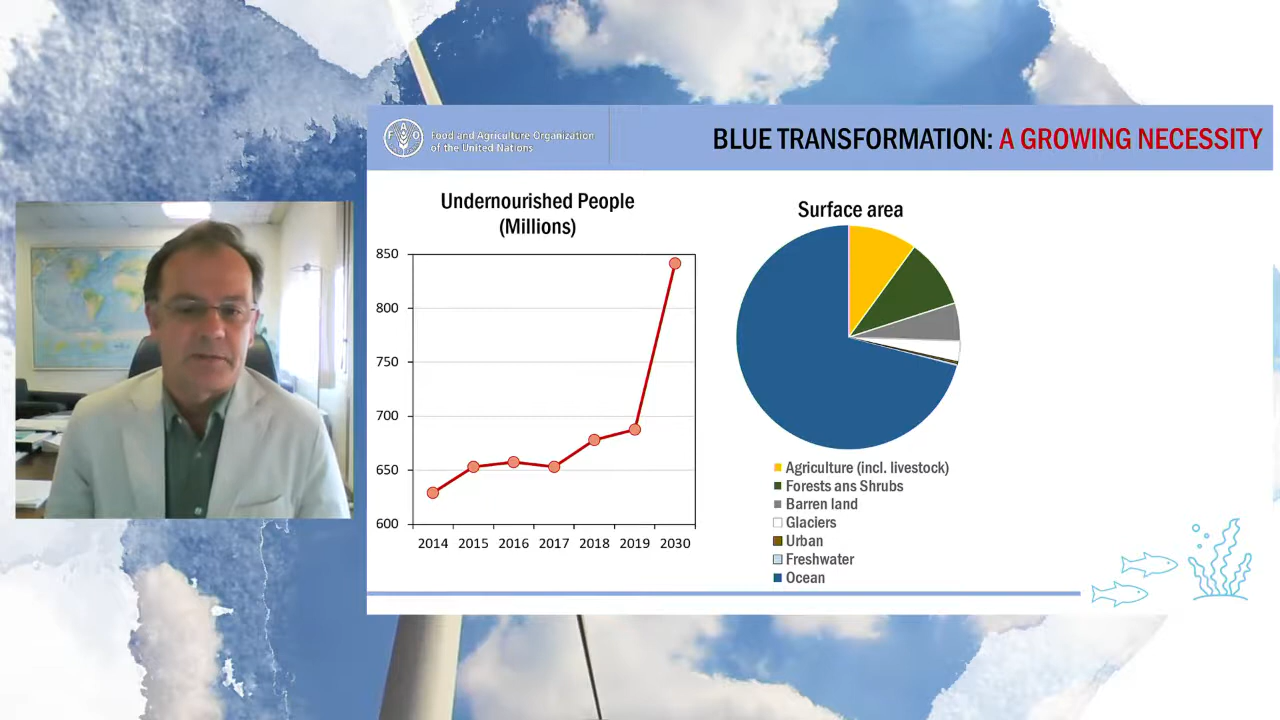 Food and Agriculture Organization
of the United Nations
BLUE TRANSFORMATION: A GROWING NECESSITY
Undernourished People
(Millions)
850
800
750
700
650
600
2014 2015 2016 2017 2018 2019 2030
Surface area
Agriculture (incl. livestock)
Forests ans Shrubs
Barren land
Glaciers
Urban
Freshwater
Ocean